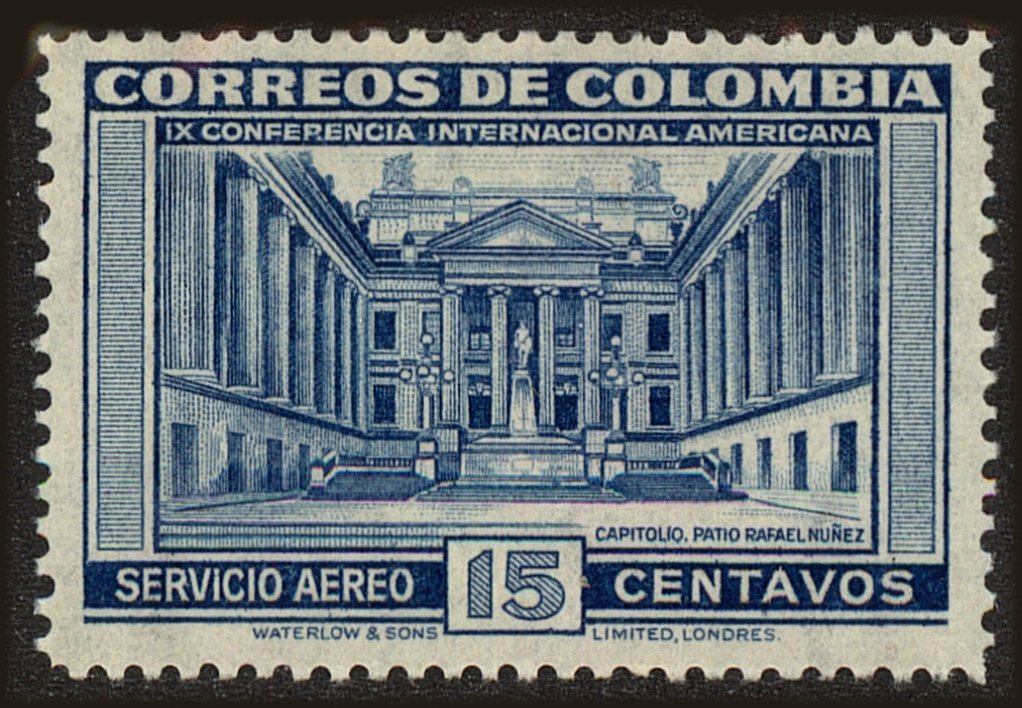 CORREOS DE COLOMBIA
IX CONFERENCIA INTERNACIONAL AMERICANA
CAPITOLIO, PATIO RAFAEL NUÑEZ
SERVICIO AEREO 15 CENTAVOS
WATERLOW & SONS LIMITED, LONDRES.